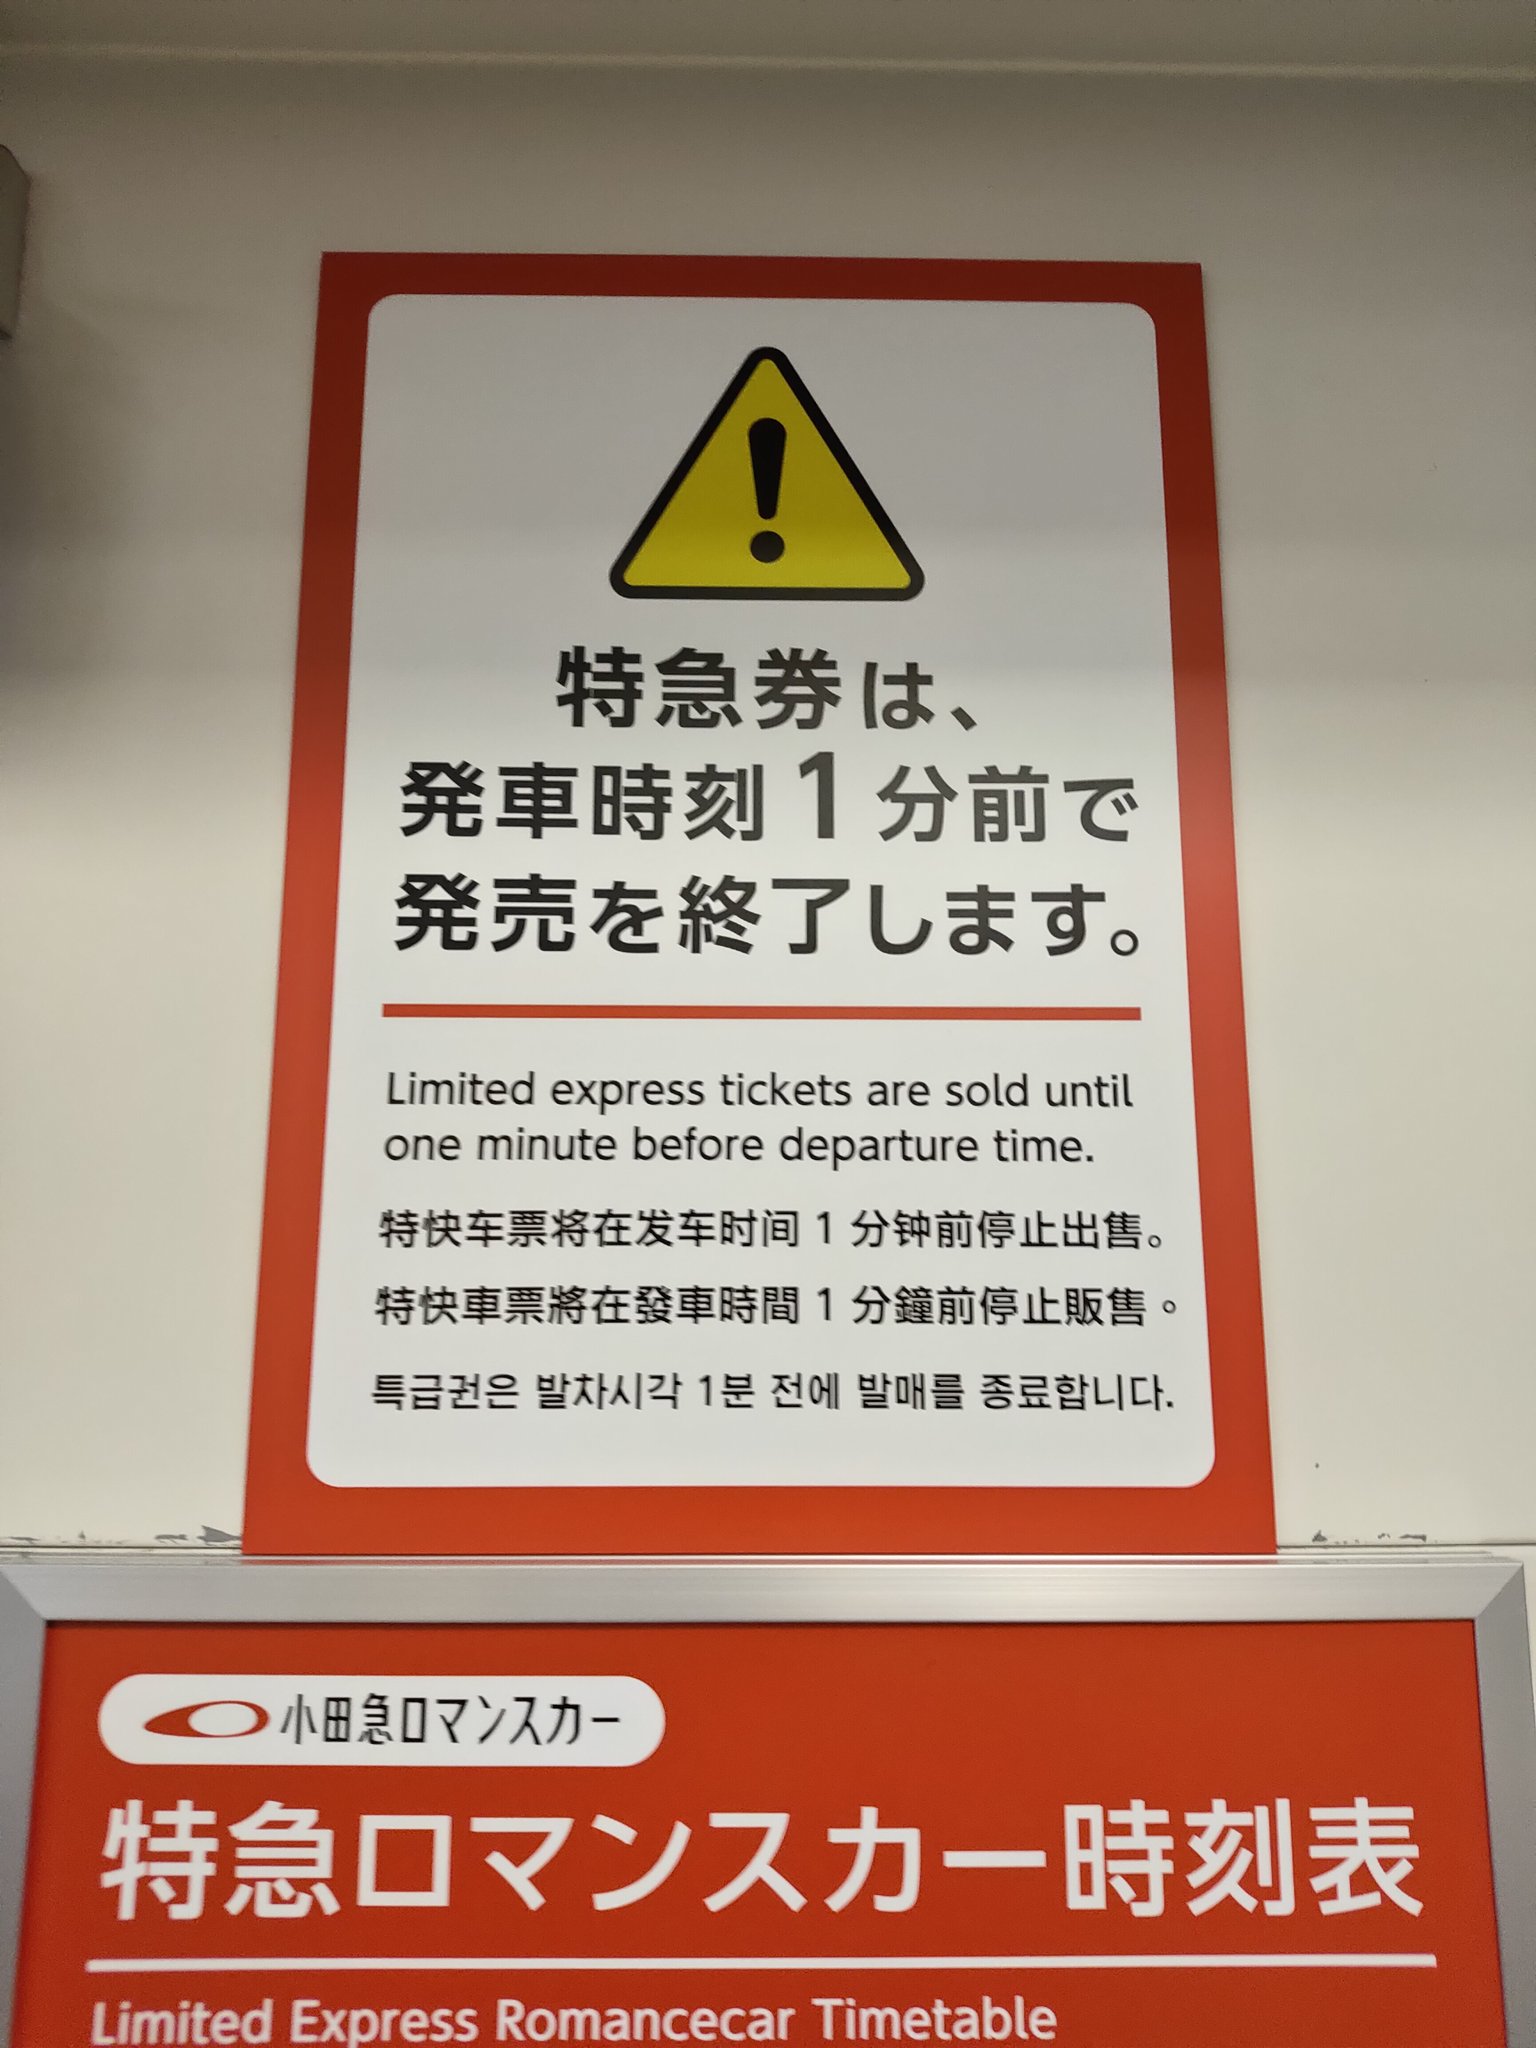 特急券は、
発車時刻1分前で
発売を終了します。
Limited express tickets are sold until
one minute before departure time.
特快车票将在发车时间 1 分钟前停止出售。
特快車票將在發車時間 1 分鐘前停止販售。
특급권은 발차시각 1분 전에 발매를 종료합니다.
小田急ロマンスカー
特急ロマンスカー時刻表
Limited Express Romancecar Timetable